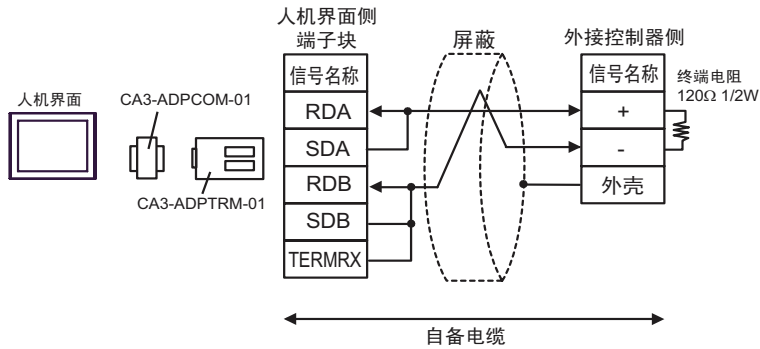 人机界面侧
端子块
屏蔽
外接控制器侧
信号名称
信号名称
终端电阻
120Ω 1/2W
人机界面
CA3-ADPCOM-01
CA3-ADPTRM-01
RDA
SDA
RDB
SDB
TERMRX
+
-
外壳
自备电缆